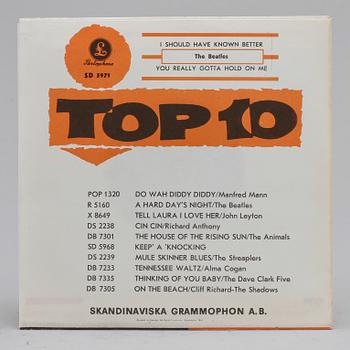 Parlophone
SD 5971
I SHOULD HAVE KNOWN BETTER
The Beatles
YOU REALLY GOTTA HOLD ON ME
TOP 10
POP 1320 DO WAH DIDDY DIDDY/Manfred Mann
R 5160 A HARD DAY'S NIGHT/The Beatles
X 8649 TELL LAURA I LOVE HER/John Leyton
DS 2238 CIN CIN/Richard Anthony
DB 7301 THE HOUSE OF THE RISING SUN/The Animals
SD 5968 KEEP' A 'KNOCKING
DS 2239 MULE SKINNER BLUES/The Streaplers
DB 7233 TENNESSEE WALTZ/Alma Cogan
DB 7335 THINKING OF YOU BABY/The Dave Clark Five
DB 7305 ON THE BEACH/Cliff Richard-The Shadows
SKANDINAVISKA GRAMMOPHON A.B.